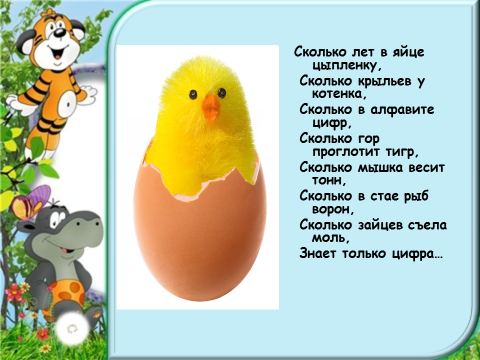 Сколько лет в яйце
цыпленку,
Сколько крыльев у
котенка,
Сколько в алфавите
цифр,
Сколько гор
проглотит тигр,
Сколько мышка весит
тонн,
Сколько в стае рыб
ворон,
Сколько зайцев съела
моль,
Знает только цифра…